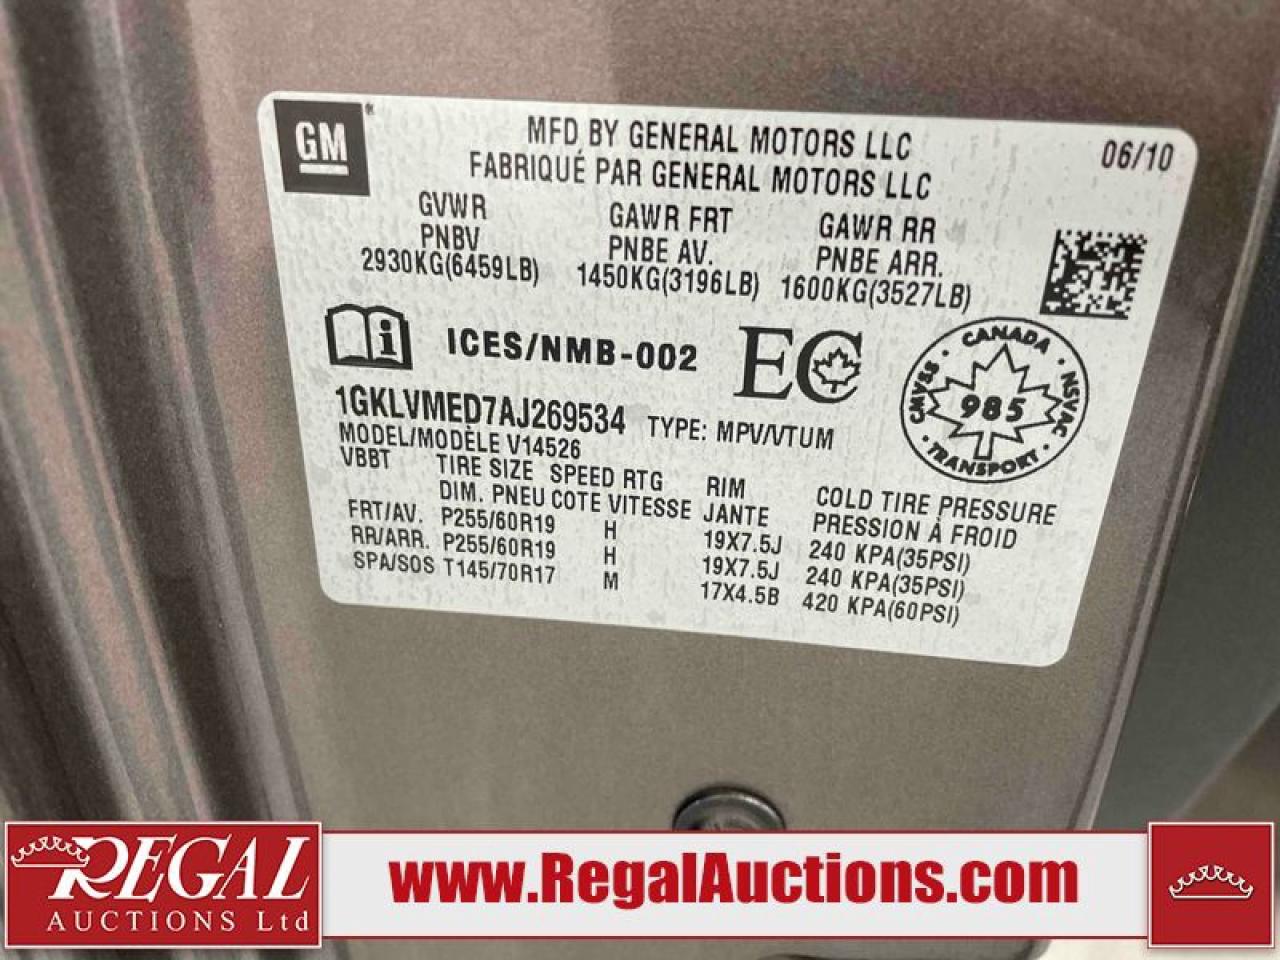 GM®
MFD BY GENERAL MOTORS LLC
06/10
FABRIQUÉ PAR GENERAL MOTORS LLC
GVWR GAWR FRT GAWR RR
PNBV PNBE AV. PNBE ARR.
2930KG(6459LB) 1450KG(3196LB) 1600KG(3527LB)
i ICES/NMB-002 EC
CANADA
CMVSS 985 NSVAC
TRANSPORT
1GKLVMED7AJ269534 TYPE: MPV/VTUM
MODEL/MODÈLE V14526
VBBT TIRE SIZE SPEED RTG RIM COLD TIRE PRESSURE
DIM. PNEU COTE VITESSE JANTE PRESSION À FROID
FRT/AV. P255/60R19 H 19X7.5J 240 KPA(35PSI)
RR/ARR. P255/60R19 H 19X7.5J 240 KPA(35PSI)
SPA/SOS T145/70R17 M 17X4.5B 420 KPA(60PSI)
REGAL
AUCTIONS Ltd
www.RegalAuctions.com